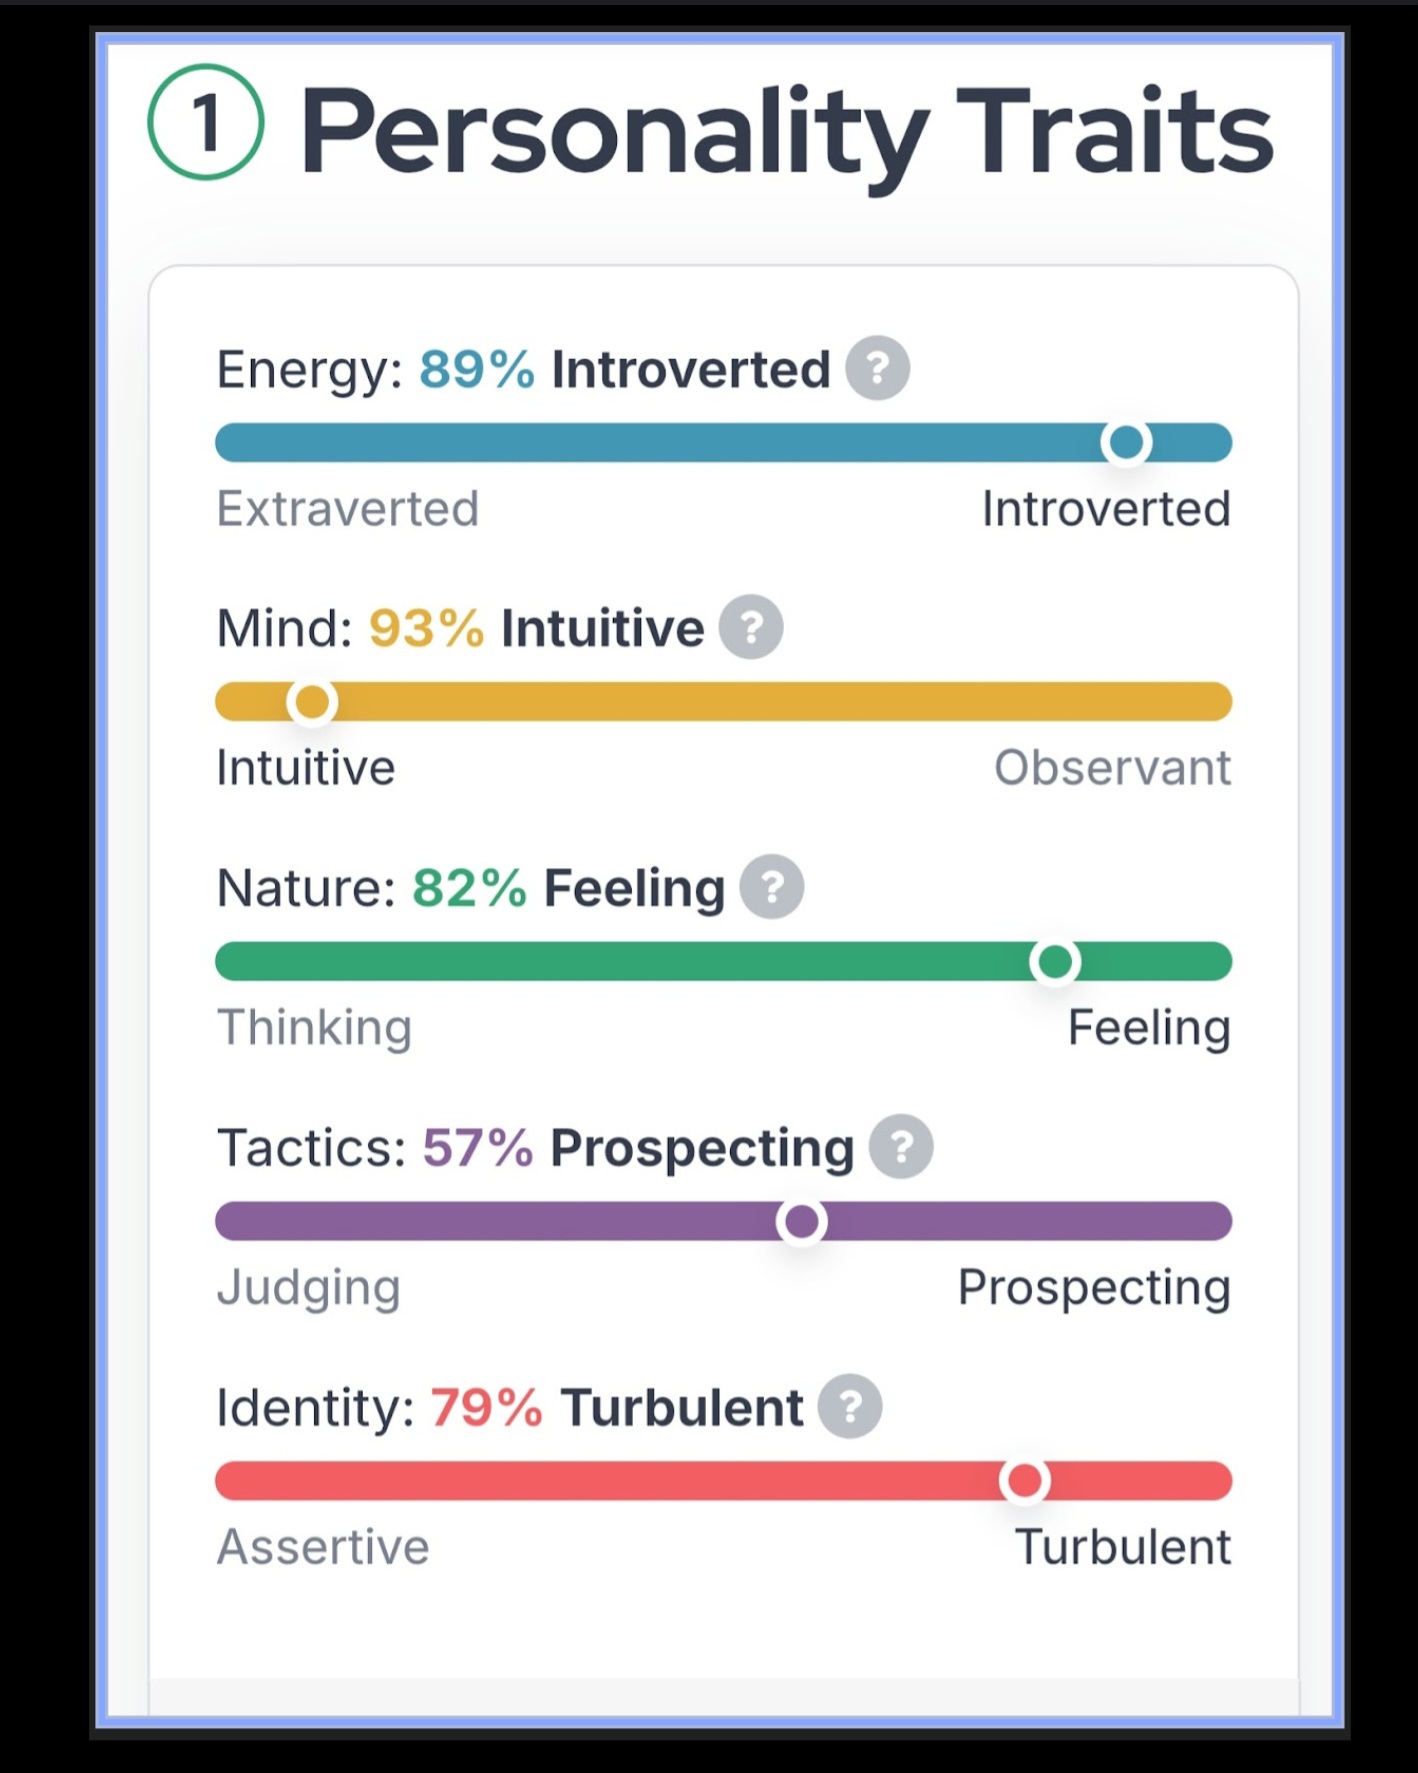 1 Personality Traits
Energy: 89% Introverted ?
Extraverted Introverted
Mind: 93% Intuitive ?
Intuitive Observant
Nature: 82% Feeling ?
Thinking Feeling
Tactics: 57% Prospecting ?
Judging Prospecting
Identity: 79% Turbulent ?
Assertive Turbulent